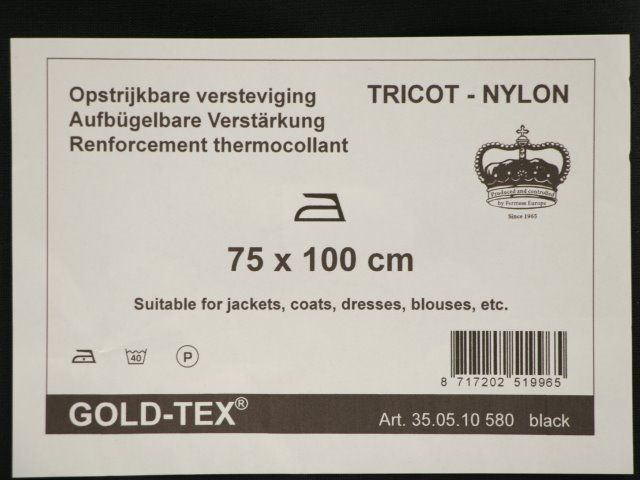 Opstrijkbare versteviging
Aufbügelbare Verstärkung
Renforcement thermocollant
TRICOT - NYLON
Produced and controlled
by Fermess Europe
Since 1965
75 x 100 cm
Suitable for jackets, coats, dresses, blouses, etc.
40
P
8 717202 519965
GOLD-TEX®
Art. 35.05.10 580 black